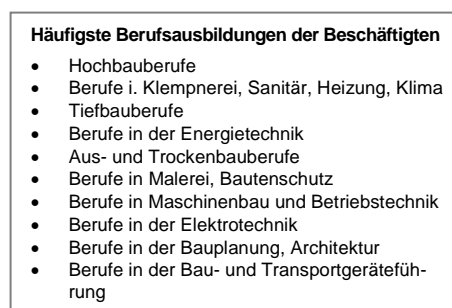 Häufigste Berufsausbildungen der Beschäftigten
• Hochbauberufe
• Berufe i. Klempnerei, Sanitär, Heizung, Klima
• Tiefbauberufe
• Berufe in der Energietechnik
• Aus- und Trockenbauberufe
• Berufe in Malerei, Bautenschutz
• Berufe in Maschinenbau und Betriebstechnik
• Berufe in der Elektrotechnik
• Berufe in der Bauplanung, Architektur
• Berufe in der Bau- und Transportgeräteführ-
rung